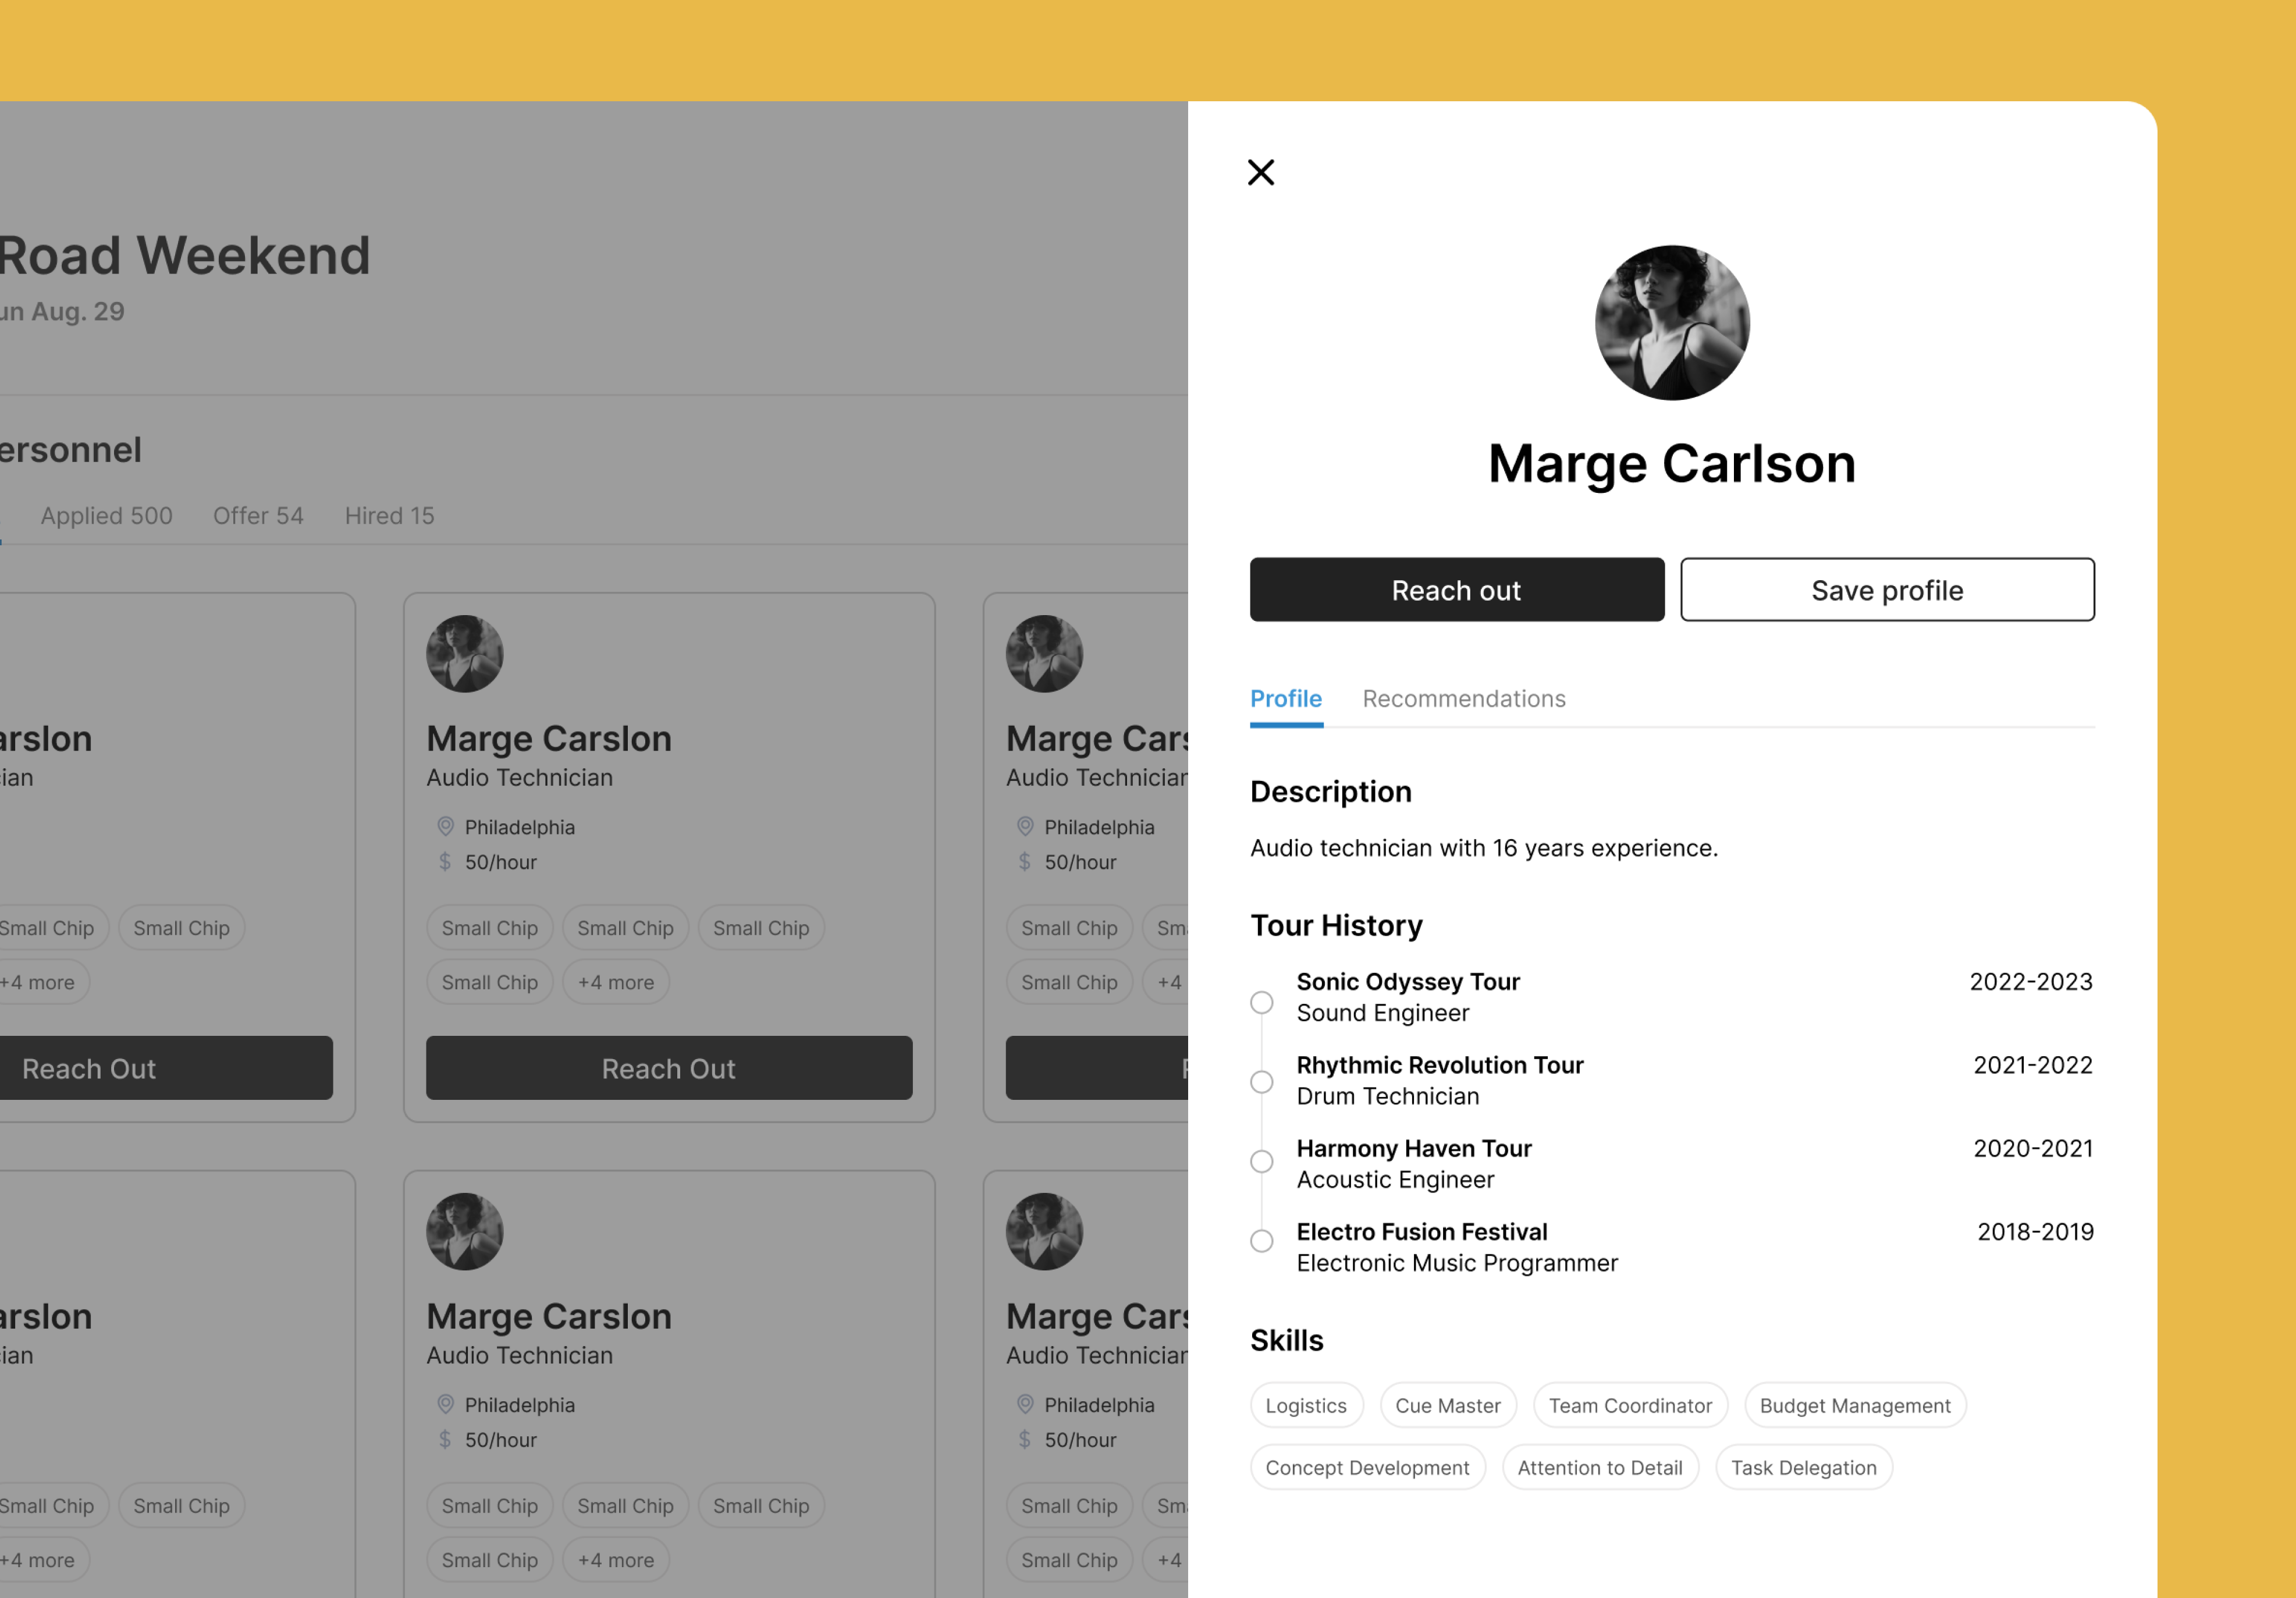 Road Weekend
un Aug. 29
ersonnel
Applied 500 Offer 54 Hired 15
arslon
ian
Small Chip Small Chip
+4 more
Reach Out
Marge Carslon
Audio Technician
Philadelphia
$ 50/hour
Small Chip Small Chip Small Chip
Small Chip +4 more
Reach Out
Marge Cars
Audio Technician
Philadelphia
$ 50/hour
Small Chip Sm
Small Chip +4
arslon
ian
Small Chip Small Chip
+4 more
Marge Carslon
Audio Technician
Philadelphia
$ 50/hour
Small Chip Small Chip Small Chip
Small Chip +4 more
Marge Cars
Audio Technician
Philadelphia
$ 50/hour
Small Chip Sm
Small Chip +4
Marge Carlson
Reach out Save profile
Profile Recommendations
Description
Audio technician with 16 years experience.
Tour History
Sonic Odyssey Tour 2022-2023
Sound Engineer
Rhythmic Revolution Tour 2021-2022
Drum Technician
Harmony Haven Tour 2020-2021
Acoustic Engineer
Electro Fusion Festival 2018-2019
Electronic Music Programmer
Skills
Logistics Cue Master Team Coordinator Budget Management
Concept Development Attention to Detail Task Delegation